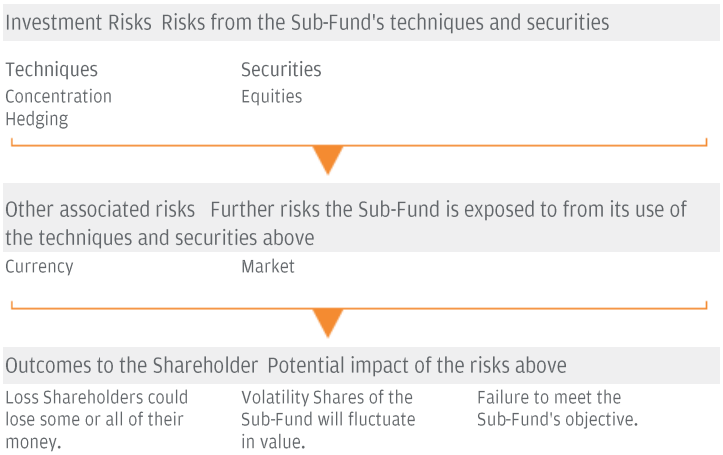 Investment Risks Risks from the Sub-Fund's techniques and securities
Techniques
Concentration
Hedging
Securities
Equities
Other associated risks Further risks the Sub-Fund is exposed to from its use of
the techniques and securities above
Currency
Market
Outcomes to the Shareholder Potential impact of the risks above
Loss Shareholders could
lose some or all of their
money.
Volatility Shares of the
Sub-Fund will fluctuate
in value.
Failure to meet the
Sub-Fund's objective.